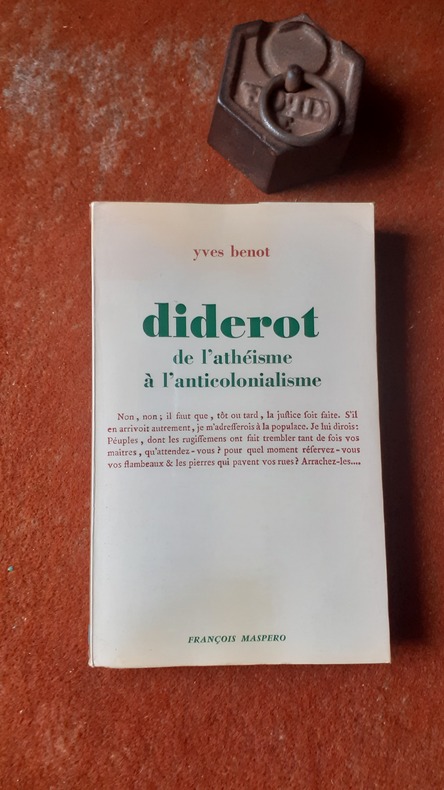 yves benot
diderot
de l'athéisme
à l'anticolonialisme
Non, non; il faut que, tôt ou tard, la juſtice ſoit faite. S'il
en arrivoit autrement, je m'adreſſerois à la populace. Je lui dirois:
Péuples, dont les rugiſſemens ont fait trembler tant de fois vos
maîtres, qu'attendez-vous? pour quel moment réſervez-vous
vos flambeaux & les pierres qui pavent vos rues? Arrachez-les....
FRANÇOIS MASPERO